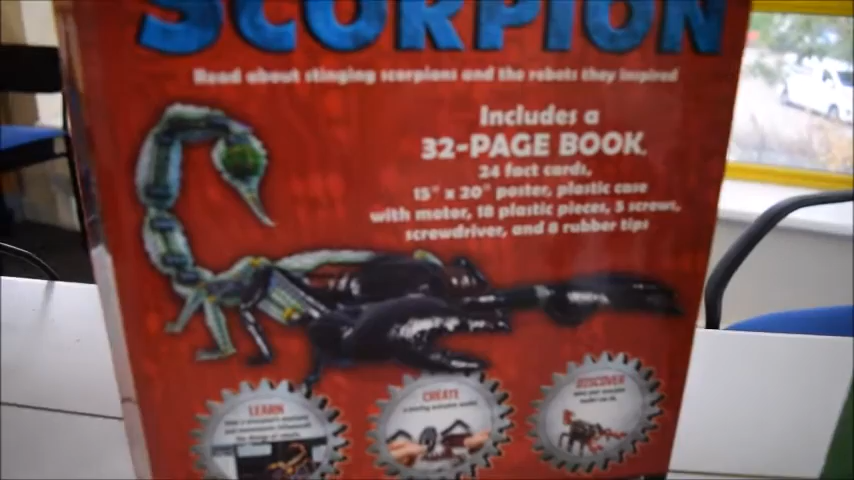 SCORPION
Read about stinging scorpions and the robots they inspired
Includes a
32-PAGE BOOK,
24 fact cards,
15" x 20" poster, plastic case
with motor, 18 plastic pieces, 5 screws,
screwdriver, and 8 rubber tips
LEARN
CREATE
DISCOVER